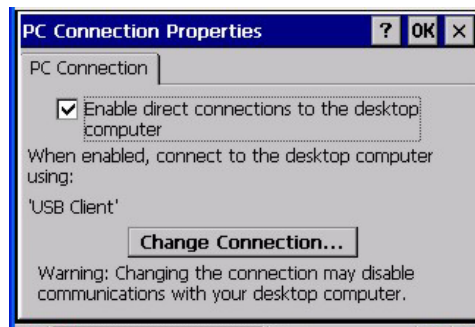 PC Connection Properties ? OK ×
PC Connection
Enable direct connections to the desktop
computer
When enabled, connect to the desktop computer
using:
'USB Client'
Change Connection...
Warning: Changing the connection may disable
communications with your desktop computer.